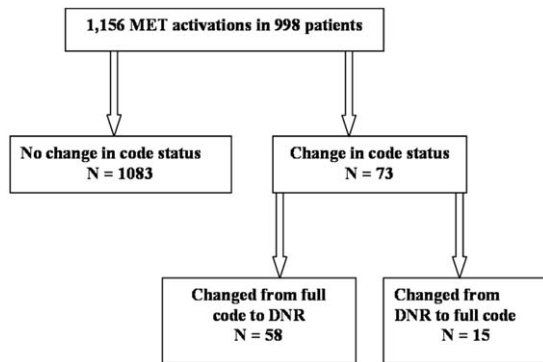 1,156 MET activations in 998 patients
No change in code status
N = 1083
Change in code status
N = 73
Changed from full
code to DNR
N = 58
Changed from
DNR to full code
N = 15